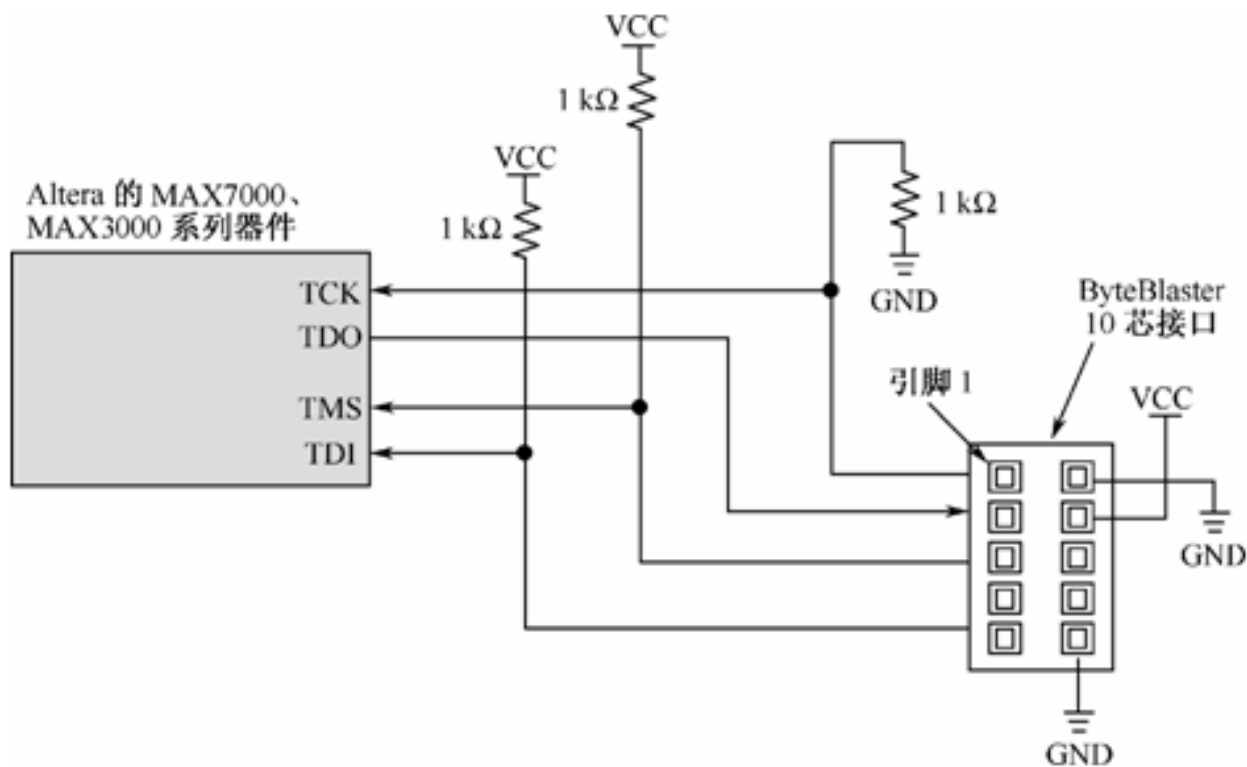 VCC
1 kΩ
VCC
1 kΩ
1 kΩ
GND
Altera 的 MAX7000、
MAX3000 系列器件
TCK
TDO
TMS
TDI
ByteBlaster
10 芯接口
引脚 1
VCC
GND
GND